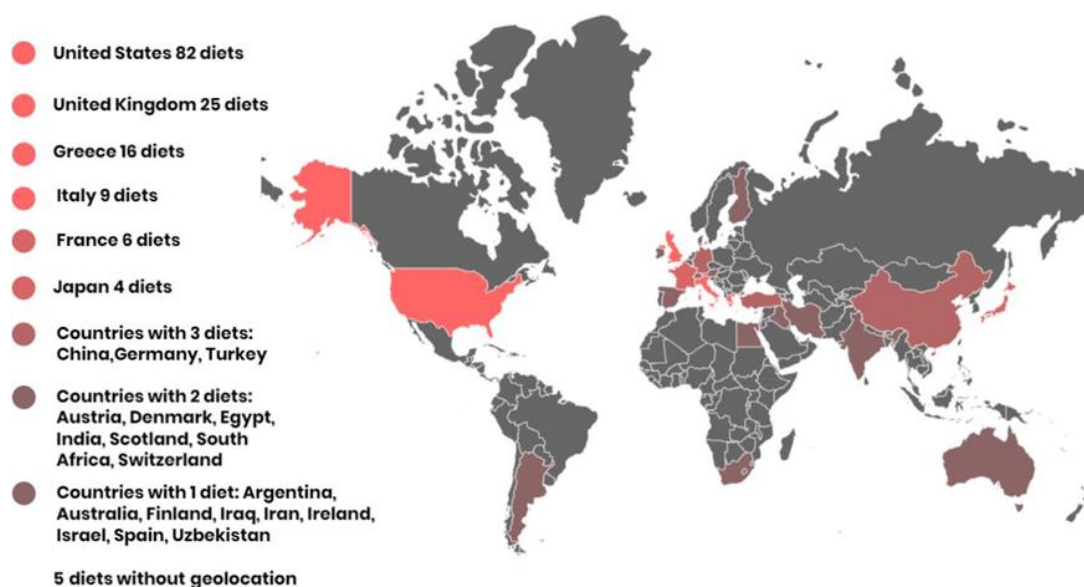 United States 82 diets
United Kingdom 25 diets
Greece 16 diets
Italy 9 diets
France 6 diets
Japan 4 diets
Countries with 3 diets:
China,Germany, Turkey
Countries with 2 diets:
Austria, Denmark, Egypt,
India, Scotland, South
Africa, Switzerland
Countries with 1 diet: Argentina,
Australia, Finland, Iraq, Iran, Ireland,
Israel, Spain, Uzbekistan
5 diets without geolocation